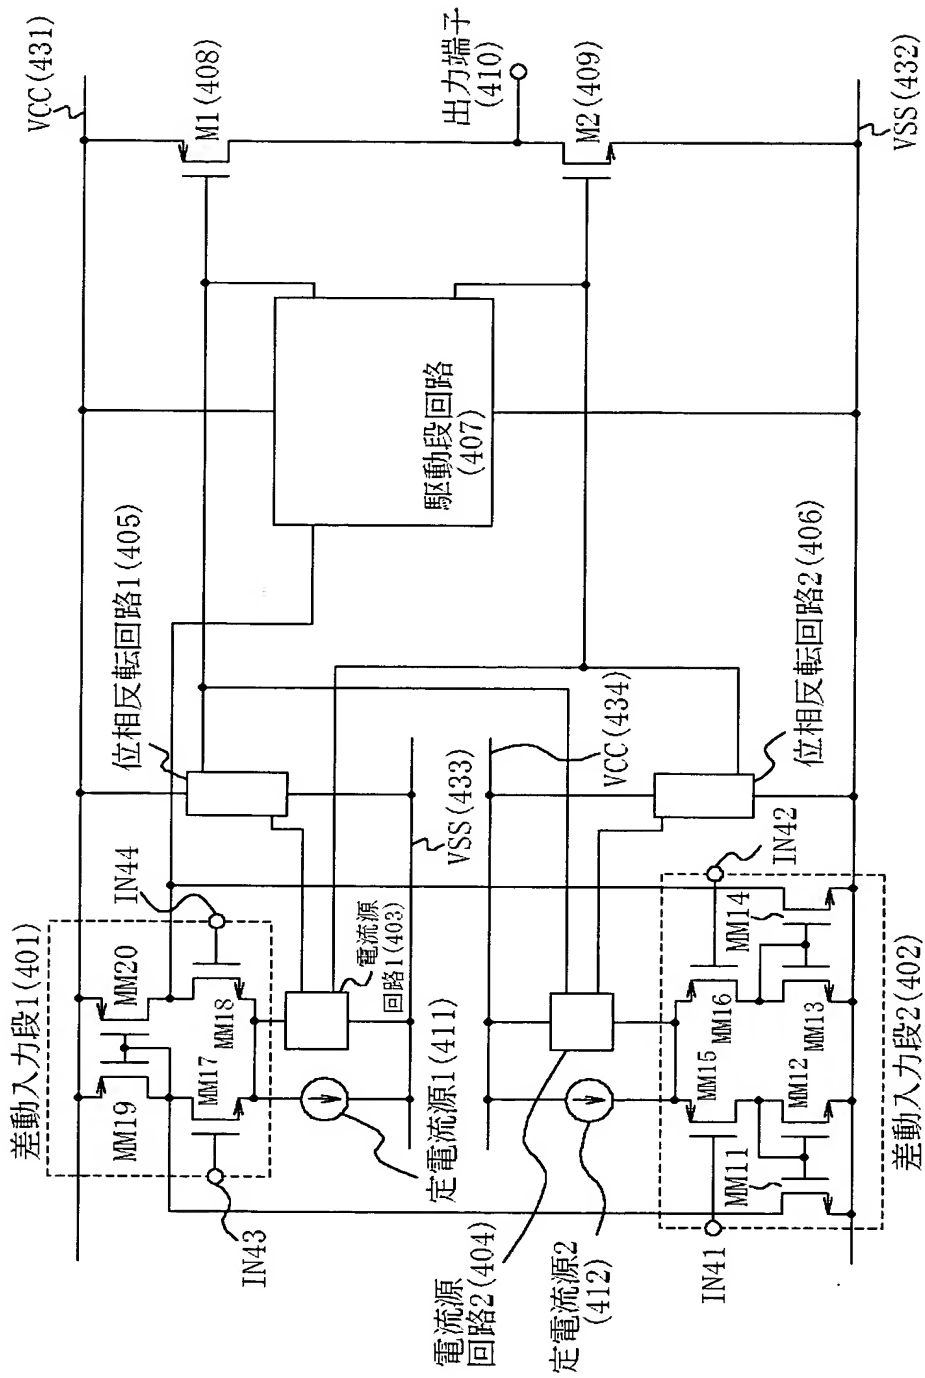 差動入力段1(401)
MM19
MM20
MM17
MM18
IN43
IN44
位相反転回路1(405)
VCC(431)
M1(408)
電流源
回路1(403)
定電流源1(411)
VSS(433)
駆動段回路
(407)
出力端子
(410)
電流源
回路2(404)
定電流源2
(412)
VCC(434)
M2(409)
IN41
MM15
MM16
MM11
MM12
MM13
MM14
IN42
位相反転回路2(406)
差動入力段2(402)
VSS(432)